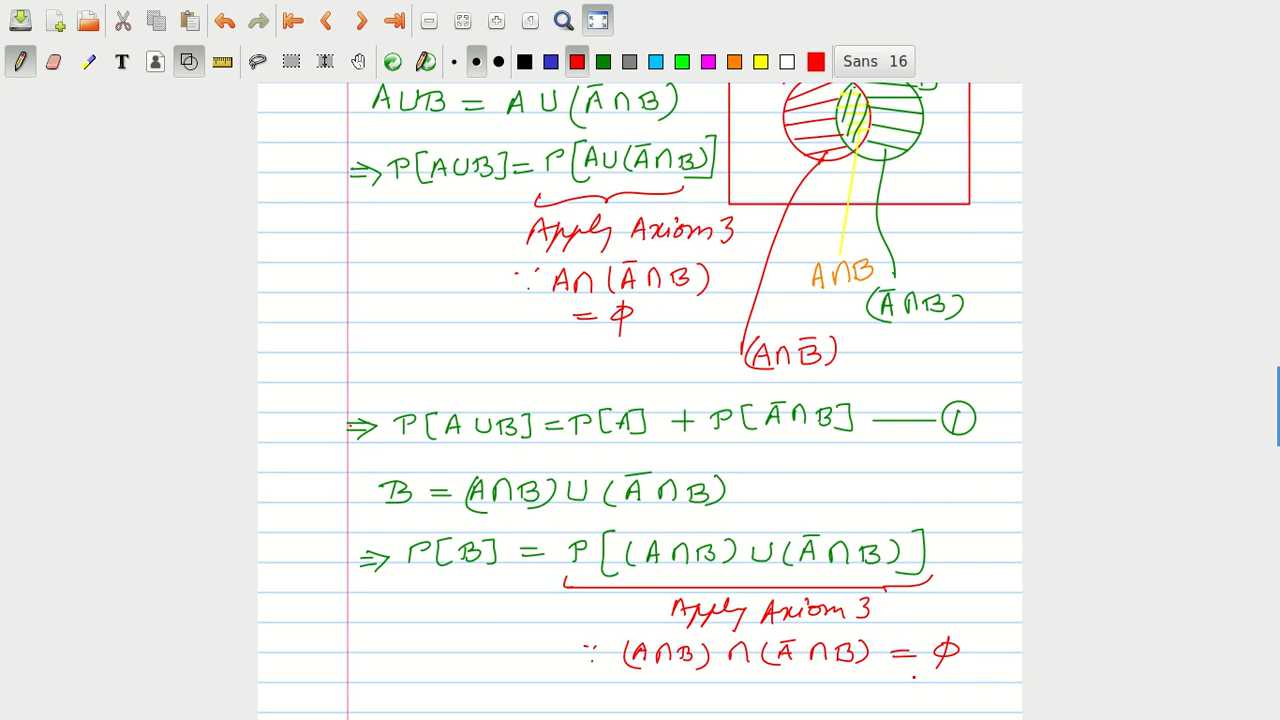 Sans 16
A∪B = A∪(A̅∩B)
⇒ P[A∪B] = P[A∪(A̅∩B)]
Apply Axiom 3
∵ A∩(A̅∩B)
= ϕ
A∩B
(A̅∩B)
(A∩B̅)
⇒ P[A∪B] = P[A] + P[A̅∩B] —— ①
B = (A∩B)∪(A̅∩B)
⇒ P[B] = P[(A∩B)∪(A̅∩B)]
Apply Axiom 3
∵ (A∩B)∩(A̅∩B) = ϕ